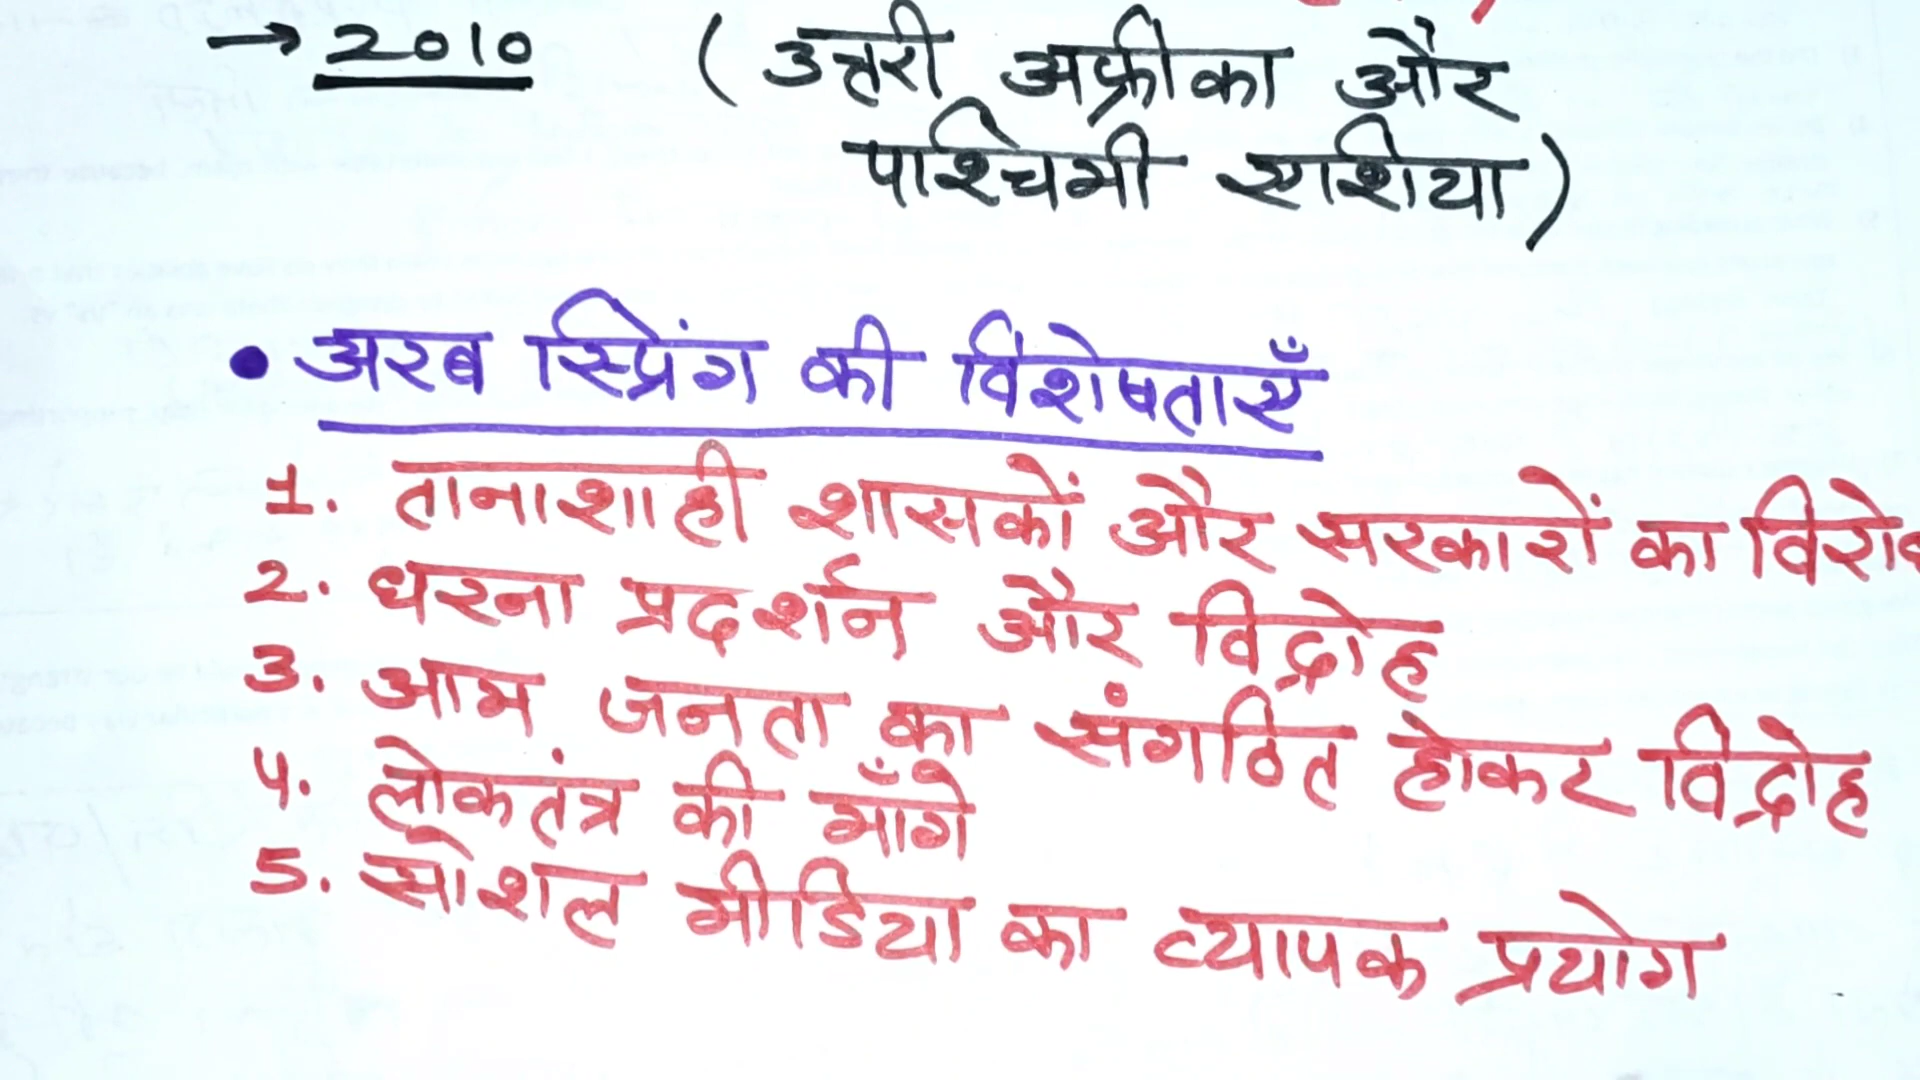 → 2010 (उत्तरी अफ्रीका और
पश्चिमी एशिया)
• अरब स्प्रिंग की विशेषताएँ
1. तानाशाही शासकों और सरकारों का
2. धरना प्रदर्शन और विद्रोह
3. आम जनता का संगठित होकर विद्रोह
4. लोकतंत्र की माँगे
5. सोशल मीडिया का व्यापक प्रयोग